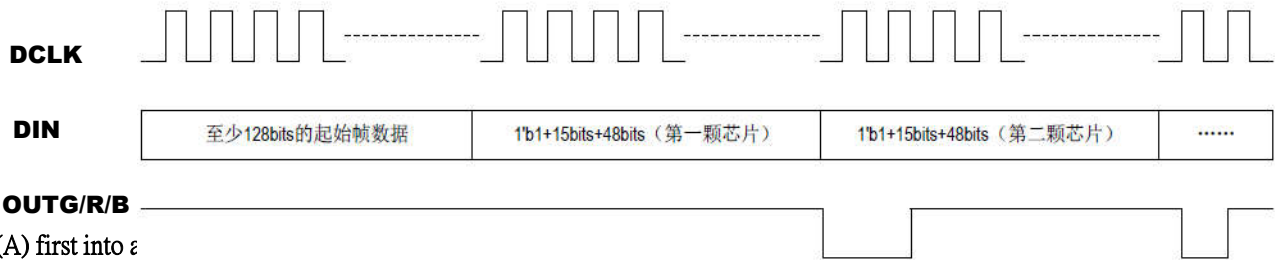 DCLK
DIN 至少128bits的起始帧数据 1'b1+15bits+48bits（第一颗芯片） 1'b1+15bits+48bits（第二颗芯片） ······
OUTG/R/B
(A) first into